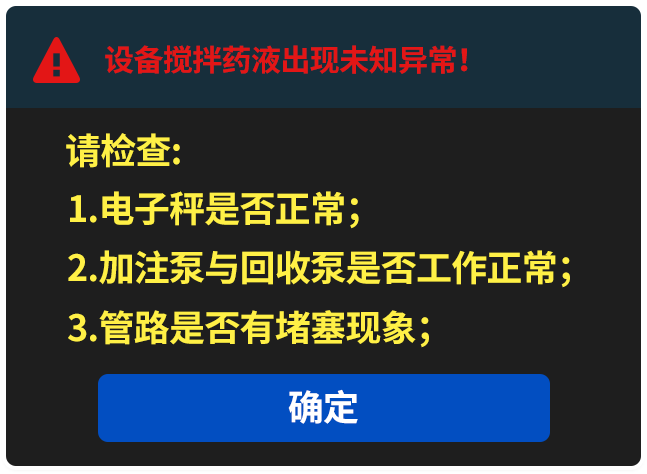 设备搅拌药液出现未知异常！
请检查:
1.电子秤是否正常；
2.加注泵与回收泵是否工作正常；
3.管路是否有堵塞现象；
确定